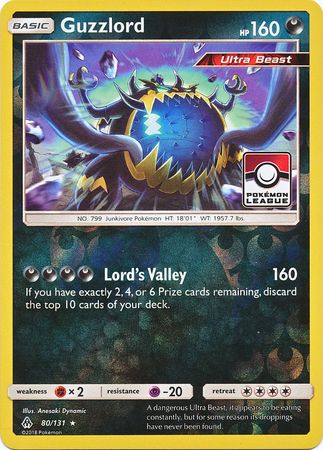 BASIC Guzzlord HP 160
Ultra Beast
POKÉMON
LEAGUE
NO. 799 Junkivore Pokémon HT: 18'01" WT: 1957.7 lbs.
Lord's Valley 160
If you have exactly 2, 4, or 6 Prize cards remaining, discard
the top 10 cards of your deck.
weakness × 2 resistance -20 retreat
Illus. Anesaki Dynamic
80/131 ★
©2018 Pokémon
A dangerous Ultra Beast, it appears to be eating
constantly, but for some reason its droppings
have never been found.